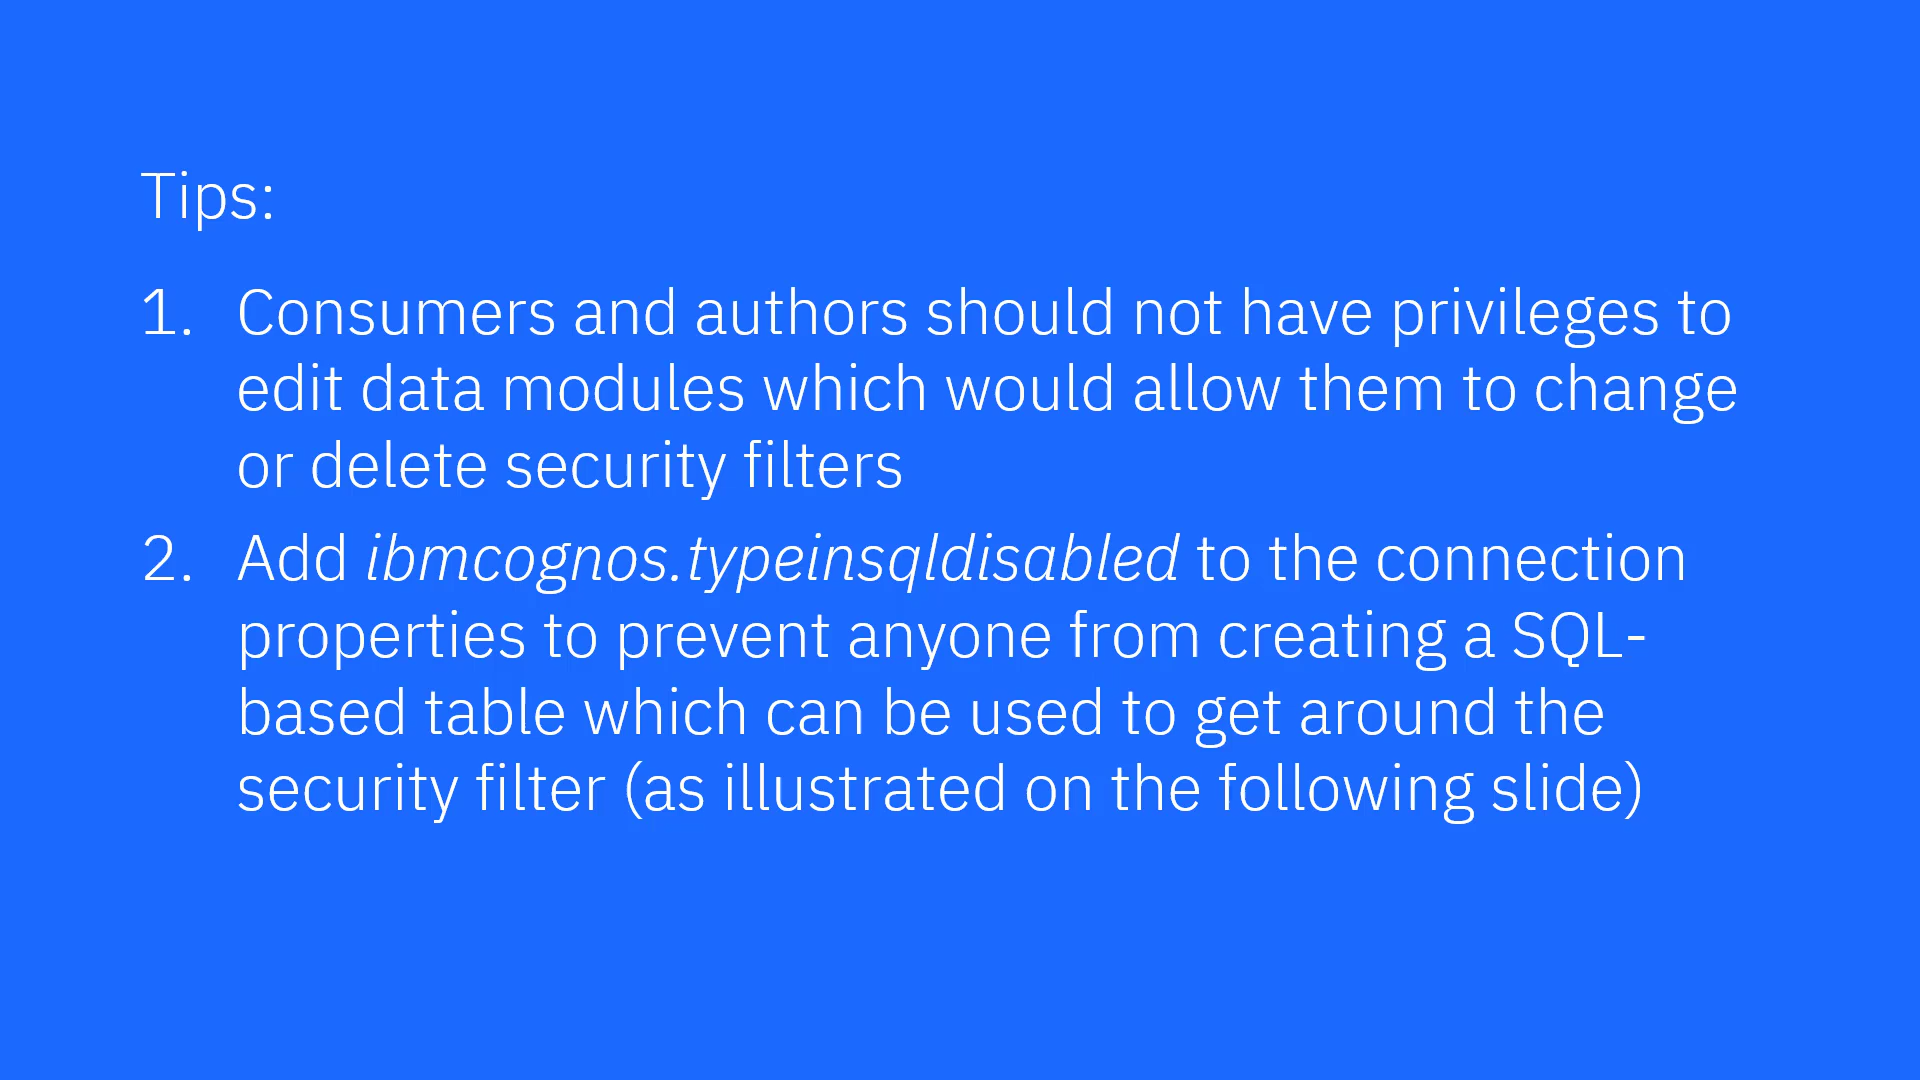 Tips:
1. Consumers and authors should not have privileges to
edit data modules which would allow them to change
or delete security filters
2. Add ibmcognos.typeinsqldisabled to the connection
properties to prevent anyone from creating a SQL-
based table which can be used to get around the
security filter (as illustrated on the following slide)